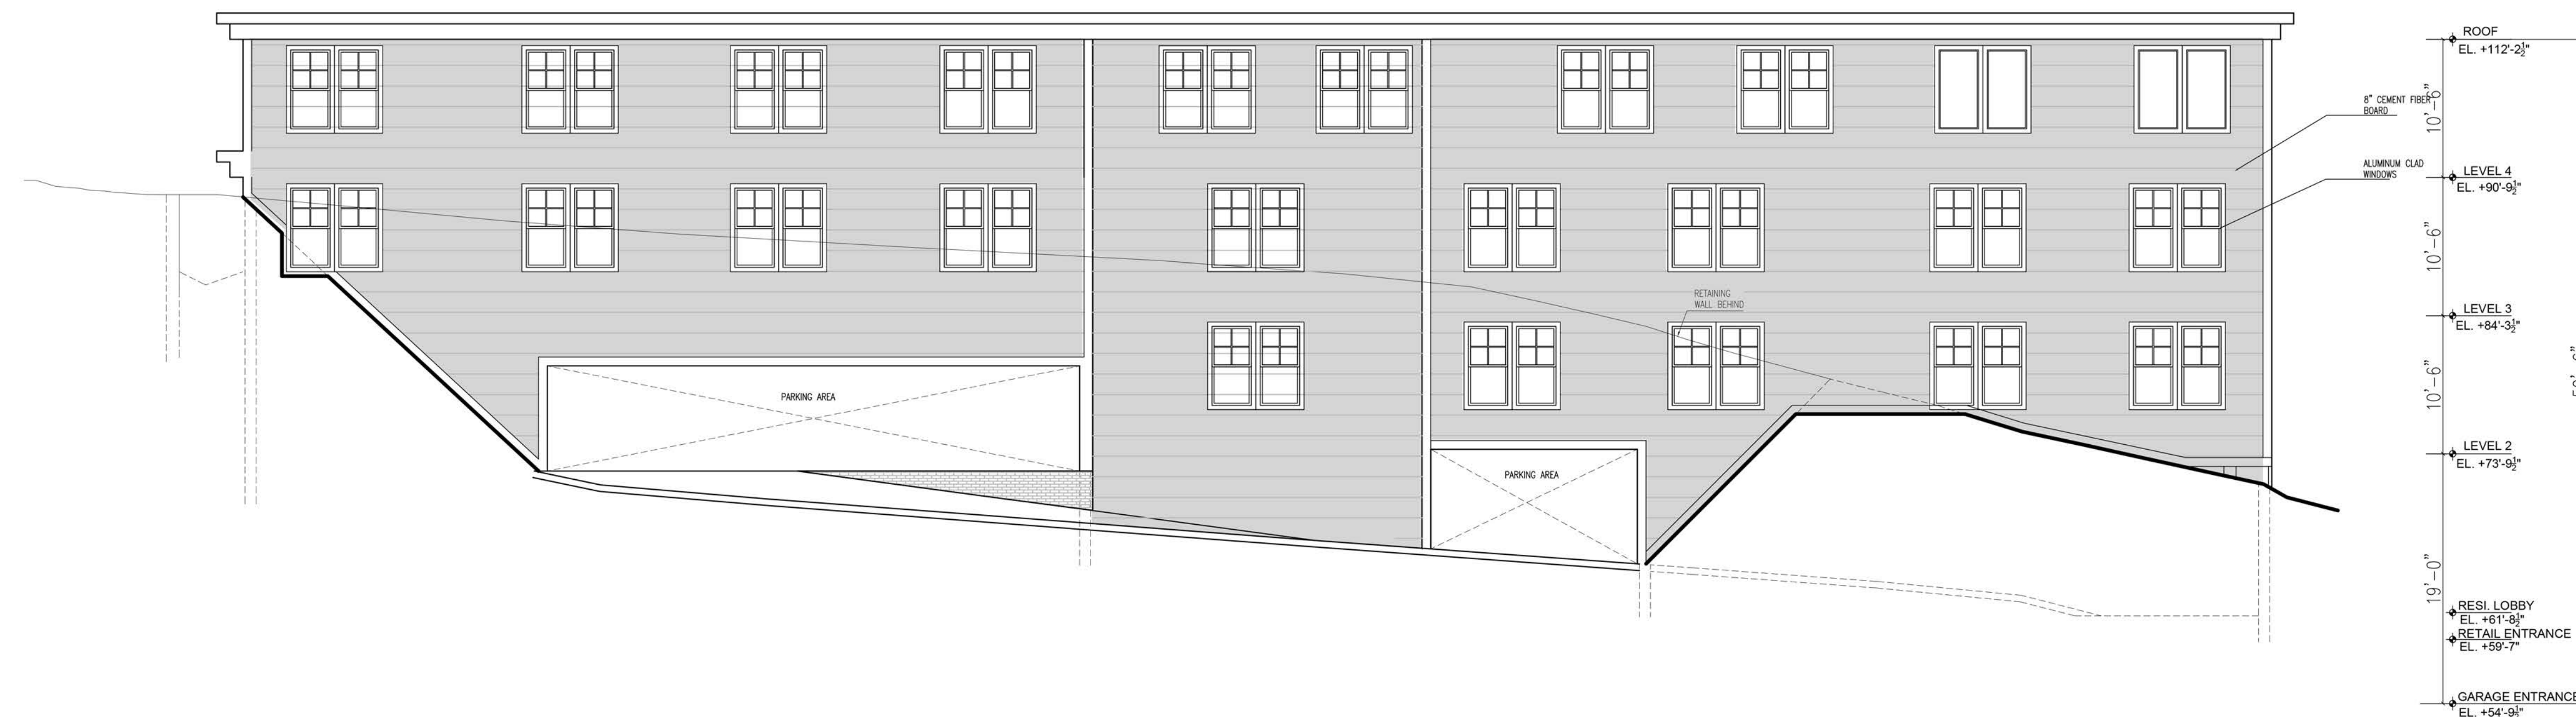 ROOF
EL. +112'-2½"
10'-6"
8" CEMENT FIBER
BOARD
ALUMINUM CLAD
WINDOWS
LEVEL 4
EL. +90'-9½"
10'-6"
RETAINING
WALL BEHIND
LEVEL 3
EL. +84'-3½"
10'-6"
PARKING AREA
LEVEL 2
EL. +73'-9½"
PARKING AREA
19'-0"
RESI. LOBBY
EL. +61'-8½"
RETAIL ENTRANCE
EL. +59'-7"
GARAGE ENTRANCE
EL. +54'-9½"